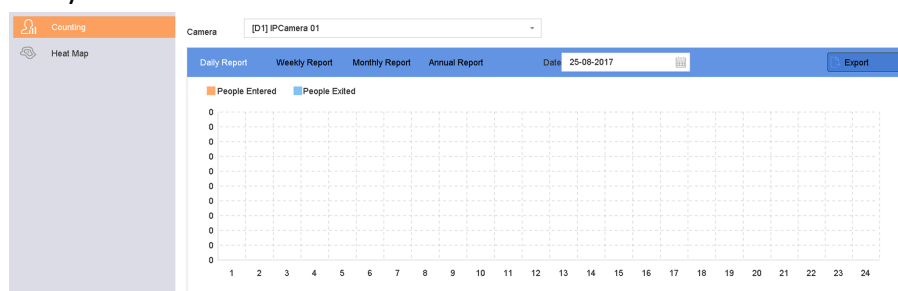 Counting
Heat Map
Camera
[D1] IPCamera 01
Daily Report Weekly Report Monthly Report Annual Report Date 25-08-2017 Export
People Entered People Exited
0
0
0
0
0
0
0
0
0
0
0
1 2 3 4 5 6 7 8 9 10 11 12 13 14 15 16 17 18 19 20 21 22 23 24